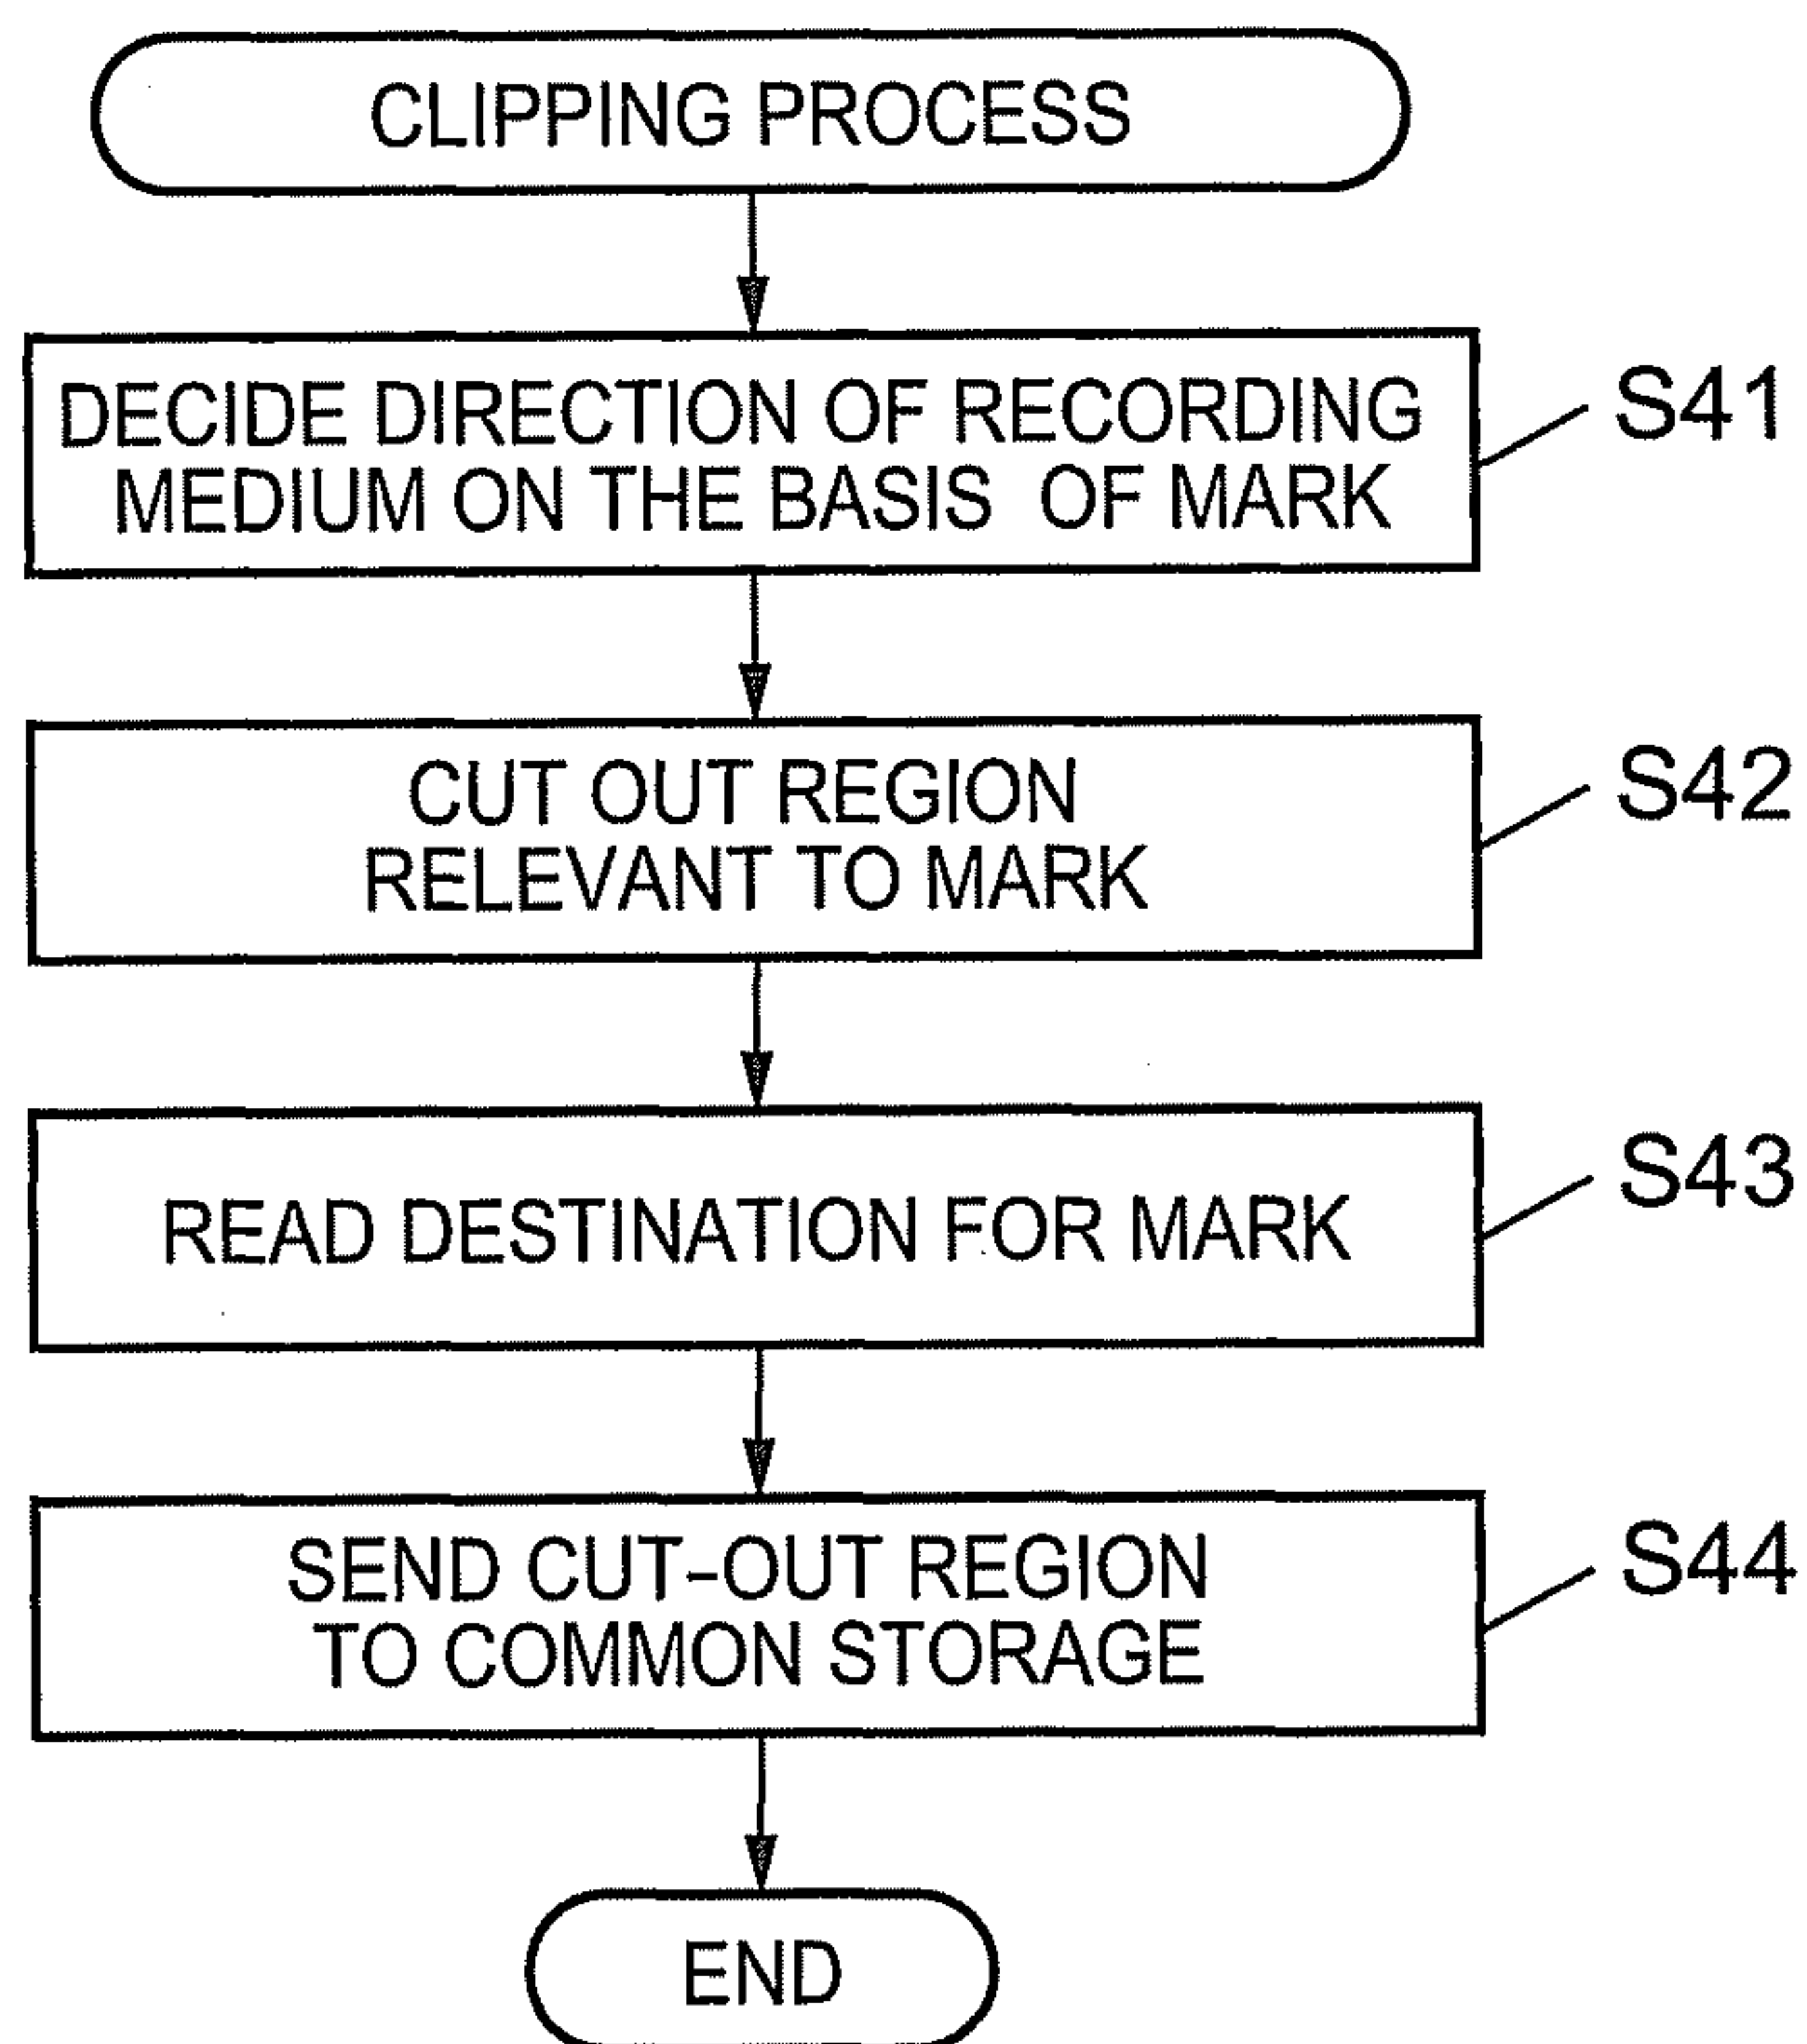 CLIPPING PROCESS
DECIDE DIRECTION OF RECORDING
MEDIUM ON THE BASIS OF MARK
S41
CUT OUT REGION
RELEVANT TO MARK
S42
READ DESTINATION FOR MARK
S43
SEND CUT-OUT REGION
TO COMMON STORAGE
S44
END